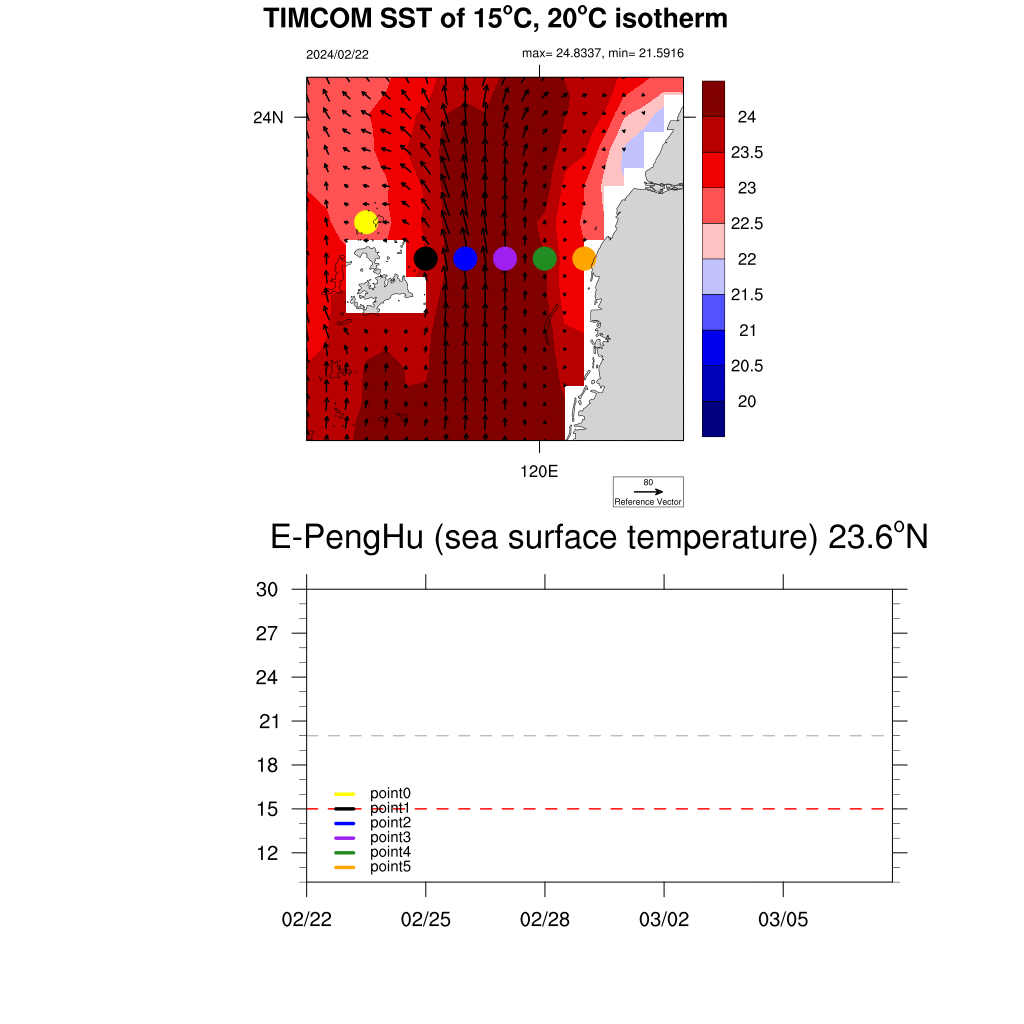 TIMCOM SST of 15°C, 20°C isotherm
2024/02/22
max= 24.8337, min= 21.5916
24N
120E
24
23.5
23
22.5
22
21.5
21
20.5
20
80
Reference Vector
E-PengHu (sea surface temperature) 23.6°N
30
27
24
21
18
15
12
point0
point1
point2
point3
point4
point5
02/22
02/25
02/28
03/02
03/05